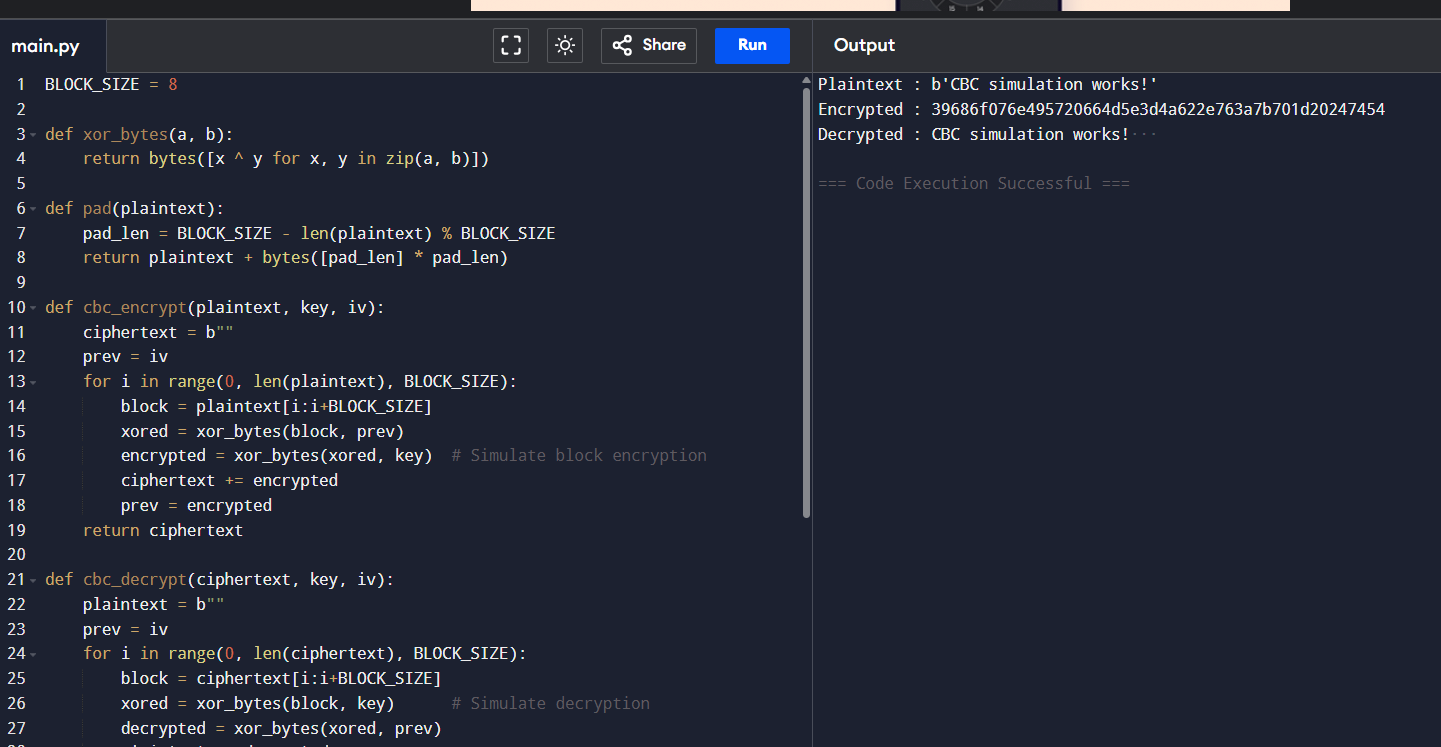 15 14
main.py
Share
Run
Output
1 BLOCK_SIZE = 8
2
3 def xor_bytes(a, b):
4 return bytes([x ^ y for x, y in zip(a, b)])
5
6 def pad(plaintext):
7 pad_len = BLOCK_SIZE - len(plaintext) % BLOCK_SIZE
8 return plaintext + bytes([pad_len] * pad_len)
9
10 def cbc_encrypt(plaintext, key, iv):
11 ciphertext = b""
12 prev = iv
13 for i in range(0, len(plaintext), BLOCK_SIZE):
14 block = plaintext[i:i+BLOCK_SIZE]
15 xored = xor_bytes(block, prev)
16 encrypted = xor_bytes(xored, key)  # Simulate block encryption
17 ciphertext += encrypted
18 prev = encrypted
19 return ciphertext
20
21 def cbc_decrypt(ciphertext, key, iv):
22 plaintext = b""
23 prev = iv
24 for i in range(0, len(ciphertext), BLOCK_SIZE):
25 block = ciphertext[i:i+BLOCK_SIZE]
26 xored = xor_bytes(block, key)      # Simulate decryption
27 decrypted = xor_bytes(xored, prev)
Plaintext : b'CBC simulation works!'
Encrypted : 39686f076e495720664d5e3d4a622e763a7b701d20247454
Decrypted : CBC simulation works!···
=== Code Execution Successful ===